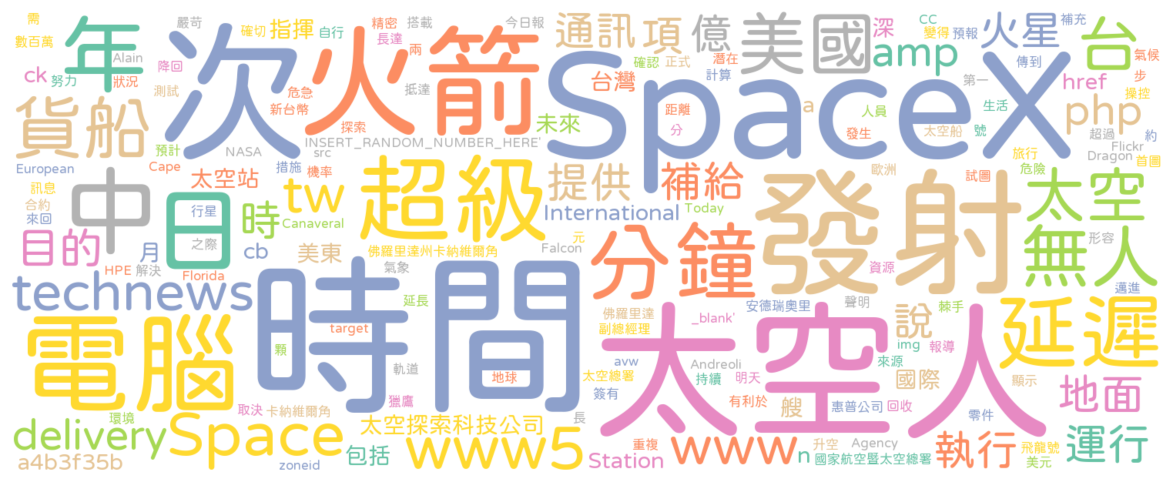 需
嚴苛
確切
指揮
自行
精密
搭載
今日報
通訊
項
億
美國
深
cc
變得
預報
火星
補充
台
數百萬
年
Alain
次
火箭
長達
兩
確認
正式
潛在
計算
amp
第一
傳到
氣候
步
ck
努力
狀況
降回
測試
危急
新台幣
抵達
SpaceX
台灣
href
操控
貨船
探索
未來
距離
分
a
人員
發生
生活
太空船
號
php
超過
約
Flickr
INSERT_RANDOM_NUMBER_HERE'
預計
NASA
措施
src
Dragon
首圖
European
Cape
機率
歐洲
旅行
危險
訊息
合約
來回
中
日
行星
之際
時
太空站
tw
超級
提供
補給
發射
試圖
太空
Canaveral
International
Today
目的
月
cb
美東
佛羅里達州卡納維爾角
Falcon
元
分鐘
無人
形容
HPE
解決
Florida
氣象
資源
邁進
technews
延長
時間
佛羅里達
副總經理
安德瑞奧里
聲明
棘手
延遲
電腦
target
顆
軌道
地球
_blank'
太空人
說
img
報導
來源
avw
Andreoli
太空總署
持續
明天
國際
顯示
簽有
地面
環境
取決
卡納維爾角
獵鷹
有利於
艘
惠普公司
回收
零件
delivery
Space
太空探索科技公司
長
重複
升空
Agency
執行
飛龍號
運行
a4b3f35b
zoneid
包括
www5
Station
www
n
國家航空暨太空總署
美元